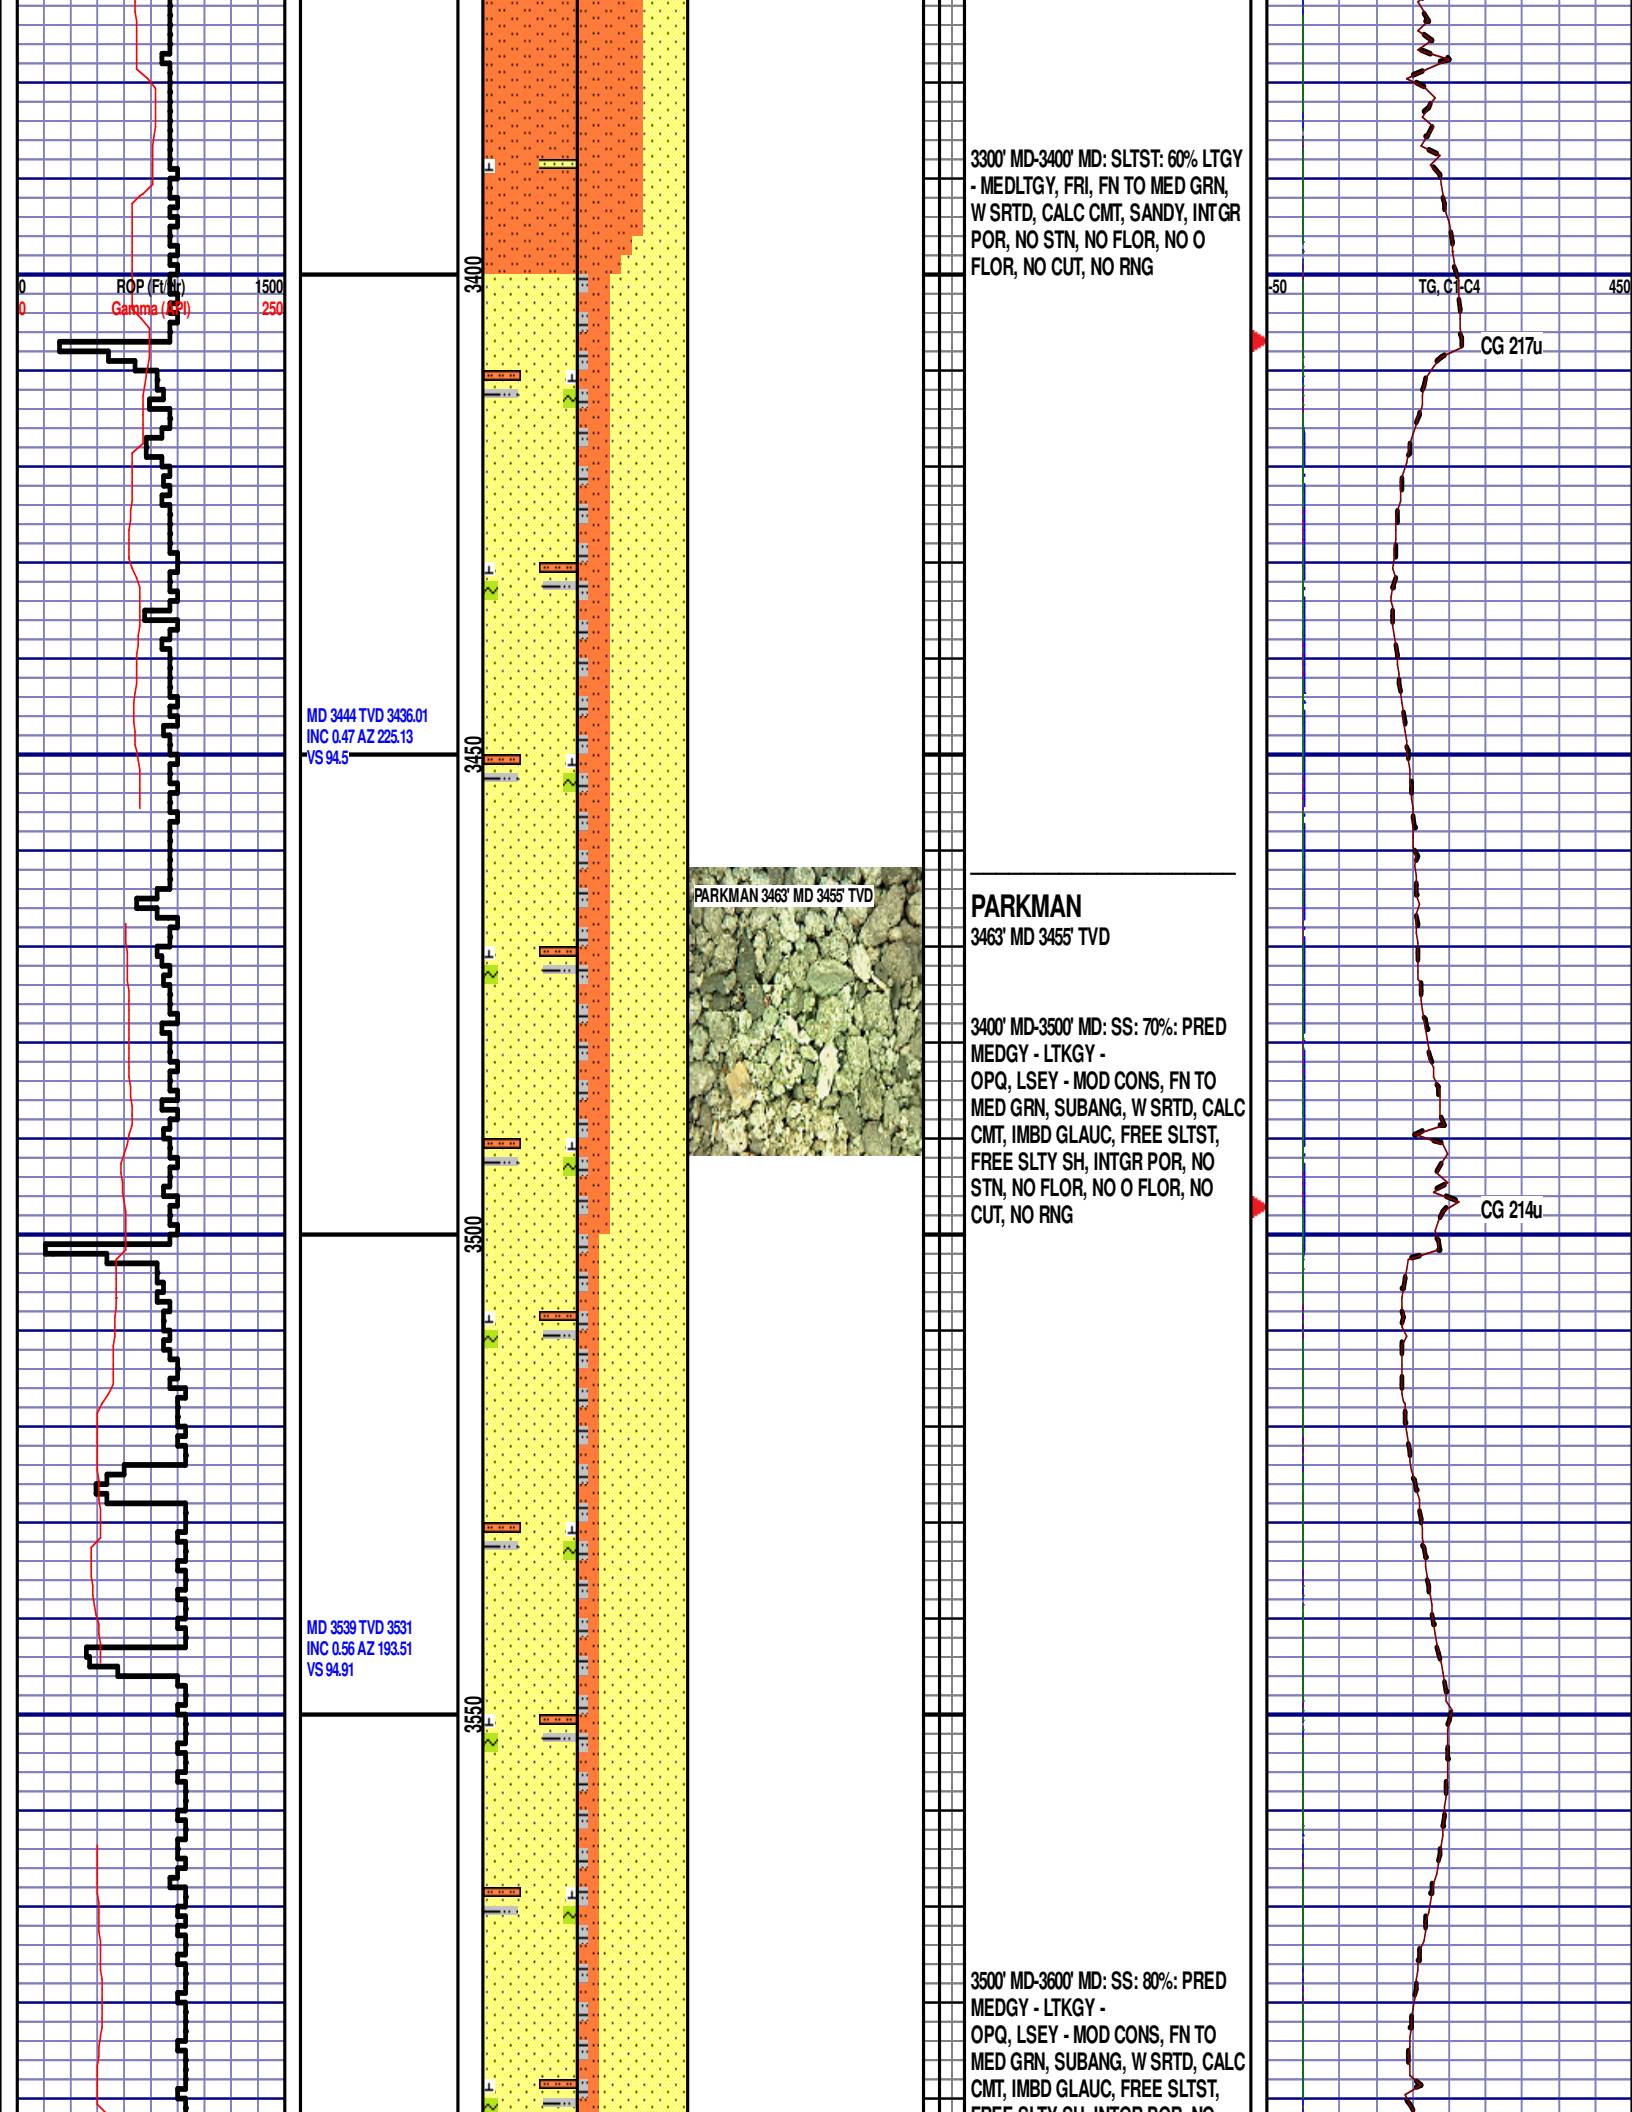 3300' MD-3400' MD: SLTST: 60% LTGY
- MEDLTGY, FRI, FN TO MED GRN,
W SRTD, CALC CMT, SANDY, INTGR
POR, NO STN, NO FLOR, NO O
FLOR, NO CUT, NO RNG
3400
0 ROP (Ft/Hr) 1500
0 Gamma (API) 250
-50 TG, C1-C4 450
CG 217u
MD 3444 TVD 3436.01
INC 0.47 AZ 225.13
VS 94.5
3450
PARKMAN 3463' MD 3455' TVD
PARKMAN
3463' MD 3455' TVD
3400' MD-3500' MD: SS: 70%: PRED
MEDGY - LTKGY -
OPQ, LSEY - MOD CONS, FN TO
MED GRN, SUBANG, W SRTD, CALC
CMT, IMBD GLAUC, FREE SLTST,
FREE SLTY SH, INTGR POR, NO
STN, NO FLOR, NO O FLOR, NO
CUT, NO RNG
CG 214u
3500
MD 3539 TVD 3531
INC 0.56 AZ 193.51
VS 94.91
3550
3500' MD-3600' MD: SS: 80%: PRED
MEDGY - LTKGY -
OPQ, LSEY - MOD CONS, FN TO
MED GRN, SUBANG, W SRTD, CALC
CMT, IMBD GLAUC, FREE SLTST,
FREE SLTY SH, INTGR POR, NO